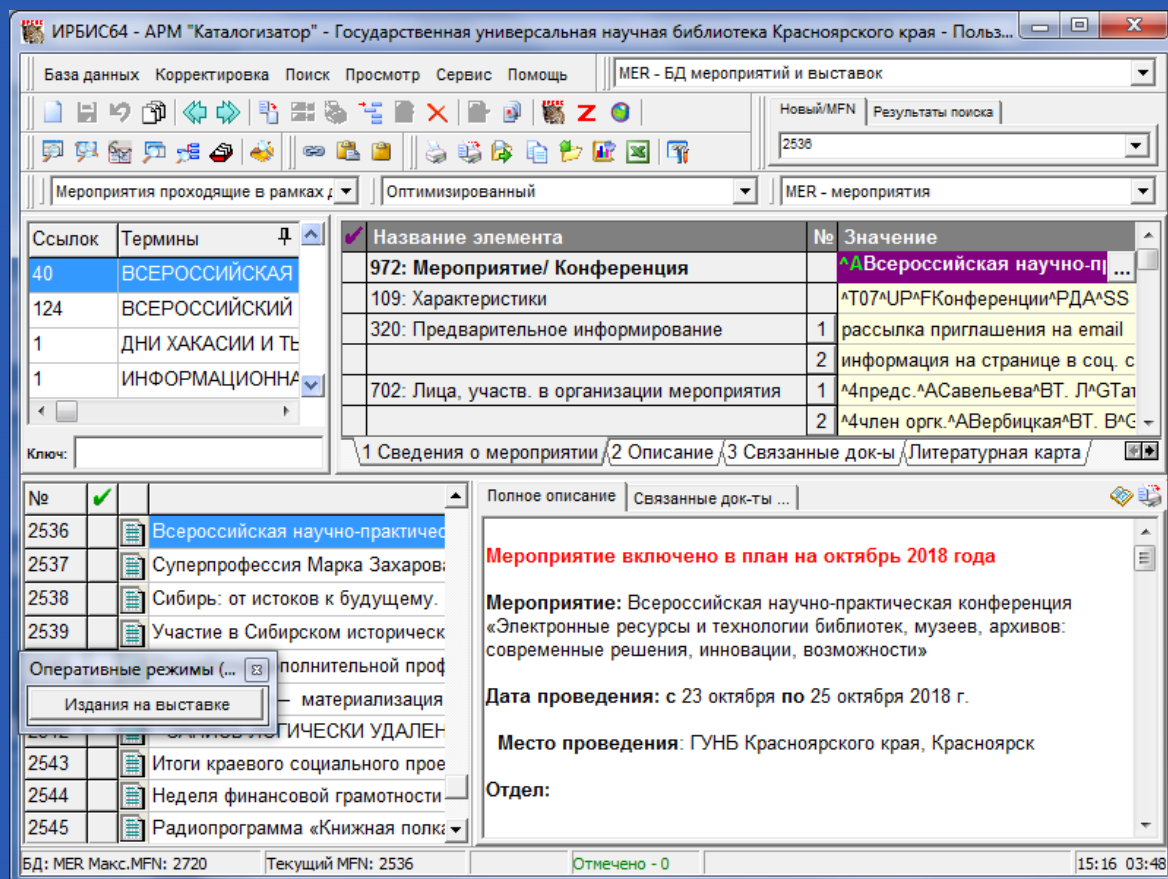 ИРБИС64 - АРМ "Каталогизатор" - Государственная универсальная научная библиотека Красноярского края - Польз...
База данных Корректировка Поиск Просмотр Сервис Помощь
MER - БД мероприятий и выставок
Новый/MFN Результаты поиска
2536
Мероприятия проходящие в рамках д
Оптимизированный
MER - мероприятия
Ссылок Термины
40 ВСЕРОССИЙСКАЯ
124 ВСЕРОССИЙСКИЙ
1 ДНИ ХАКАСИИ И ТЫ
1 ИНФОРМАЦИОННА
Ключ:
Название элемента № Значение
972: Мероприятие/ Конференция ^AВсероссийская научно-пр ...
109: Характеристики ^T07^UP^FКонференции^PДА^SS
320: Предварительное информирование 1 рассылка приглашения на email
2 информация на странице в соц. с
702: Лица, участв. в организации мероприятия 1 ^4предс.^AСавельева^BТ. Л^GТат
2 ^4член оргк.^AВербицкая^BТ. В^G
1 Сведения о мероприятии 2 Описание 3 Связанные док-ы Литературная карта
№
2536 Всероссийская научно-практичес
2537 Суперпрофессия Марка Захарова
2538 Сибирь: от истоков к будущему.
2539 Участие в Сибирском историческ
Оперативные режимы (...
полнительной проф
Издания на выставке
– материализация
ЛОГИЧЕСКИ УДАЛЕН
2543 Итоги краевого социального прое
2544 Неделя финансовой грамотности
2545 Радиопрограмма «Книжная полка
Полное описание Связанные док-ты ...
Мероприятие включено в план на октябрь 2018 года
Мероприятие: Всероссийская научно-практическая конференция
«Электронные ресурсы и технологии библиотек, музеев, архивов:
современные решения, инновации, возможности»
Дата проведения: с 23 октября по 25 октября 2018 г.
Место проведения: ГУНБ Красноярского края, Красноярск
Отдел:
БД: MER Макс.MFN: 2720 Текущий MFN: 2536 Отмечено - 0 15:16 03:48